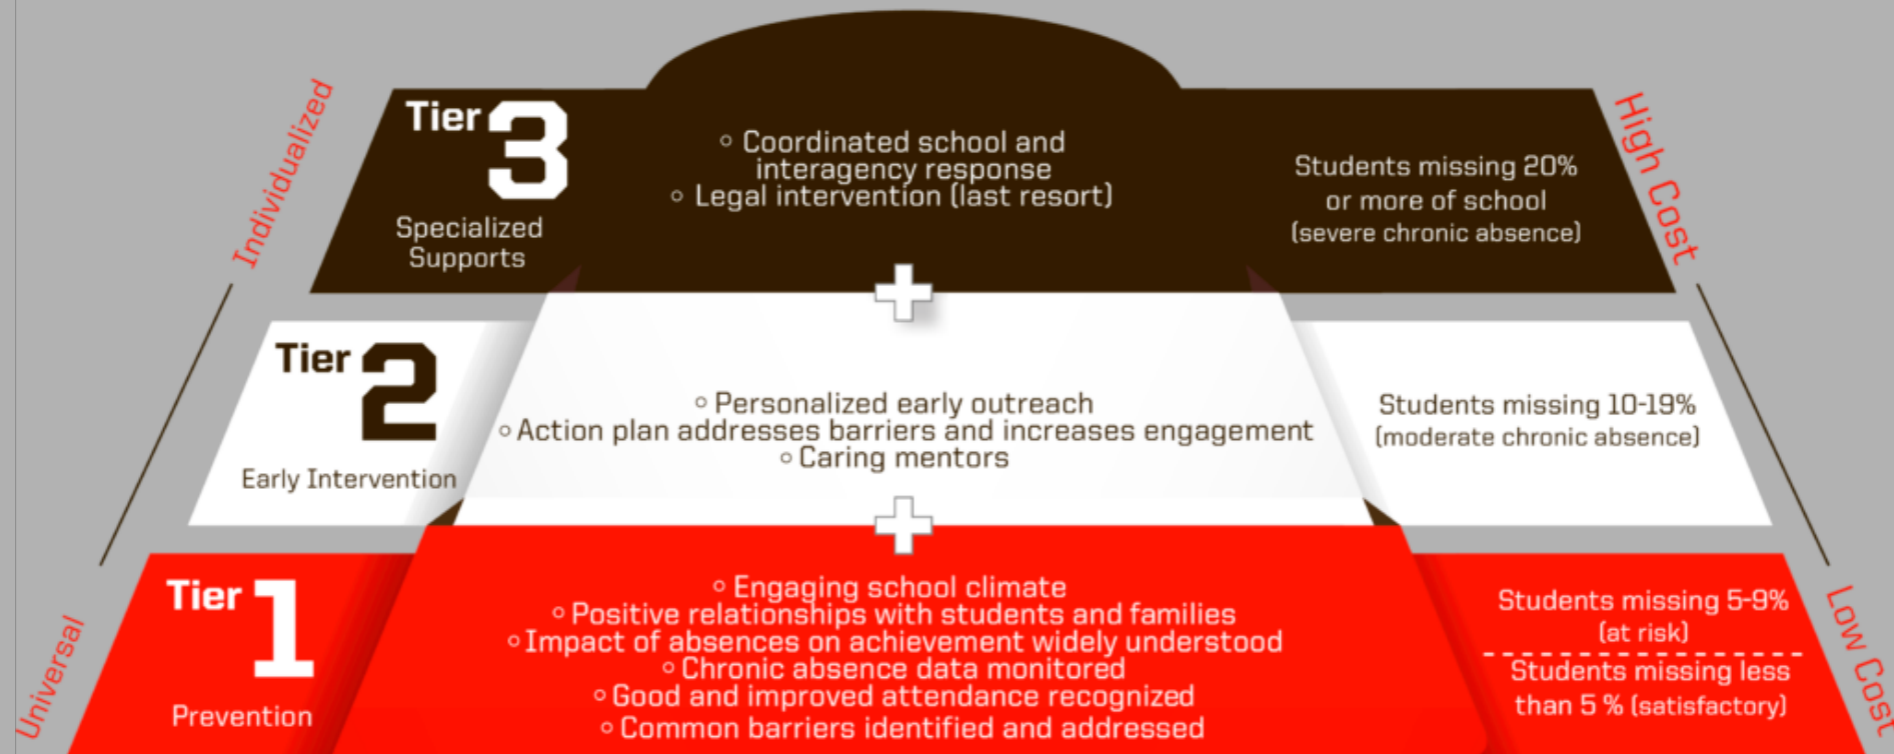 Individualized
Tier 3
Specialized
Supports
◦ Coordinated school and
interagency response
◦ Legal intervention (last resort)
Students missing 20%
or more of school
(severe chronic absence)
High Cost
Tier 2
Early Intervention
◦ Personalized early outreach
◦ Action plan addresses barriers and increases engagement
◦ Caring mentors
Students missing 10-19%
(moderate chronic absence)
Universal
Tier 1
Prevention
◦ Engaging school climate
◦ Positive relationships with students and families
◦ Impact of absences on achievement widely understood
◦ Chronic absence data monitored
◦ Good and improved attendance recognized
◦ Common barriers identified and addressed
Students missing 5-9%
(at risk)
Students missing less
than 5 % (satisfactory)
Low Cost